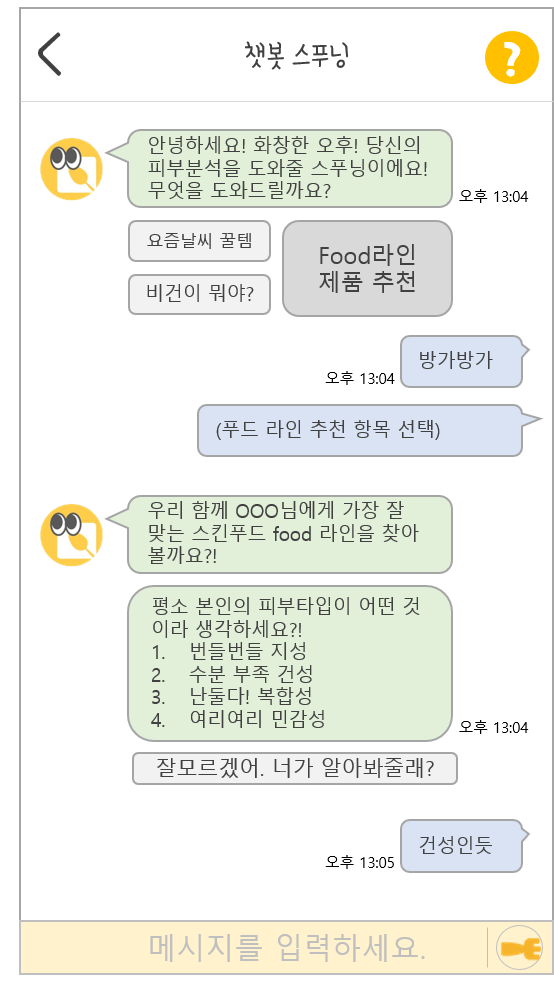 챗봇 스푸닝
?
안녕하세요! 화창한 오후! 당신의
피부분석을 도와줄 스푸닝이에요!
무엇을 도와드릴까요?
오후 13:04
요즘날씨 꿀템
비건이 뭐야?
Food라인
제품 추천
방가방가
오후 13:04
(푸드 라인 추천 항목 선택)
우리 함께 OOO님에게 가장 잘
맞는 스킨푸드 food 라인을 찾아
볼까요?!
평소 본인의 피부타입이 어떤 것
이라 생각하세요?!
1. 번들번들 지성
2. 수분 부족 건성
3. 난둘다! 복합성
4. 여리여리 민감성
오후 13:04
잘모르겠어. 너가 알아봐줄래?
건성인듯
오후 13:05
메시지를 입력하세요.